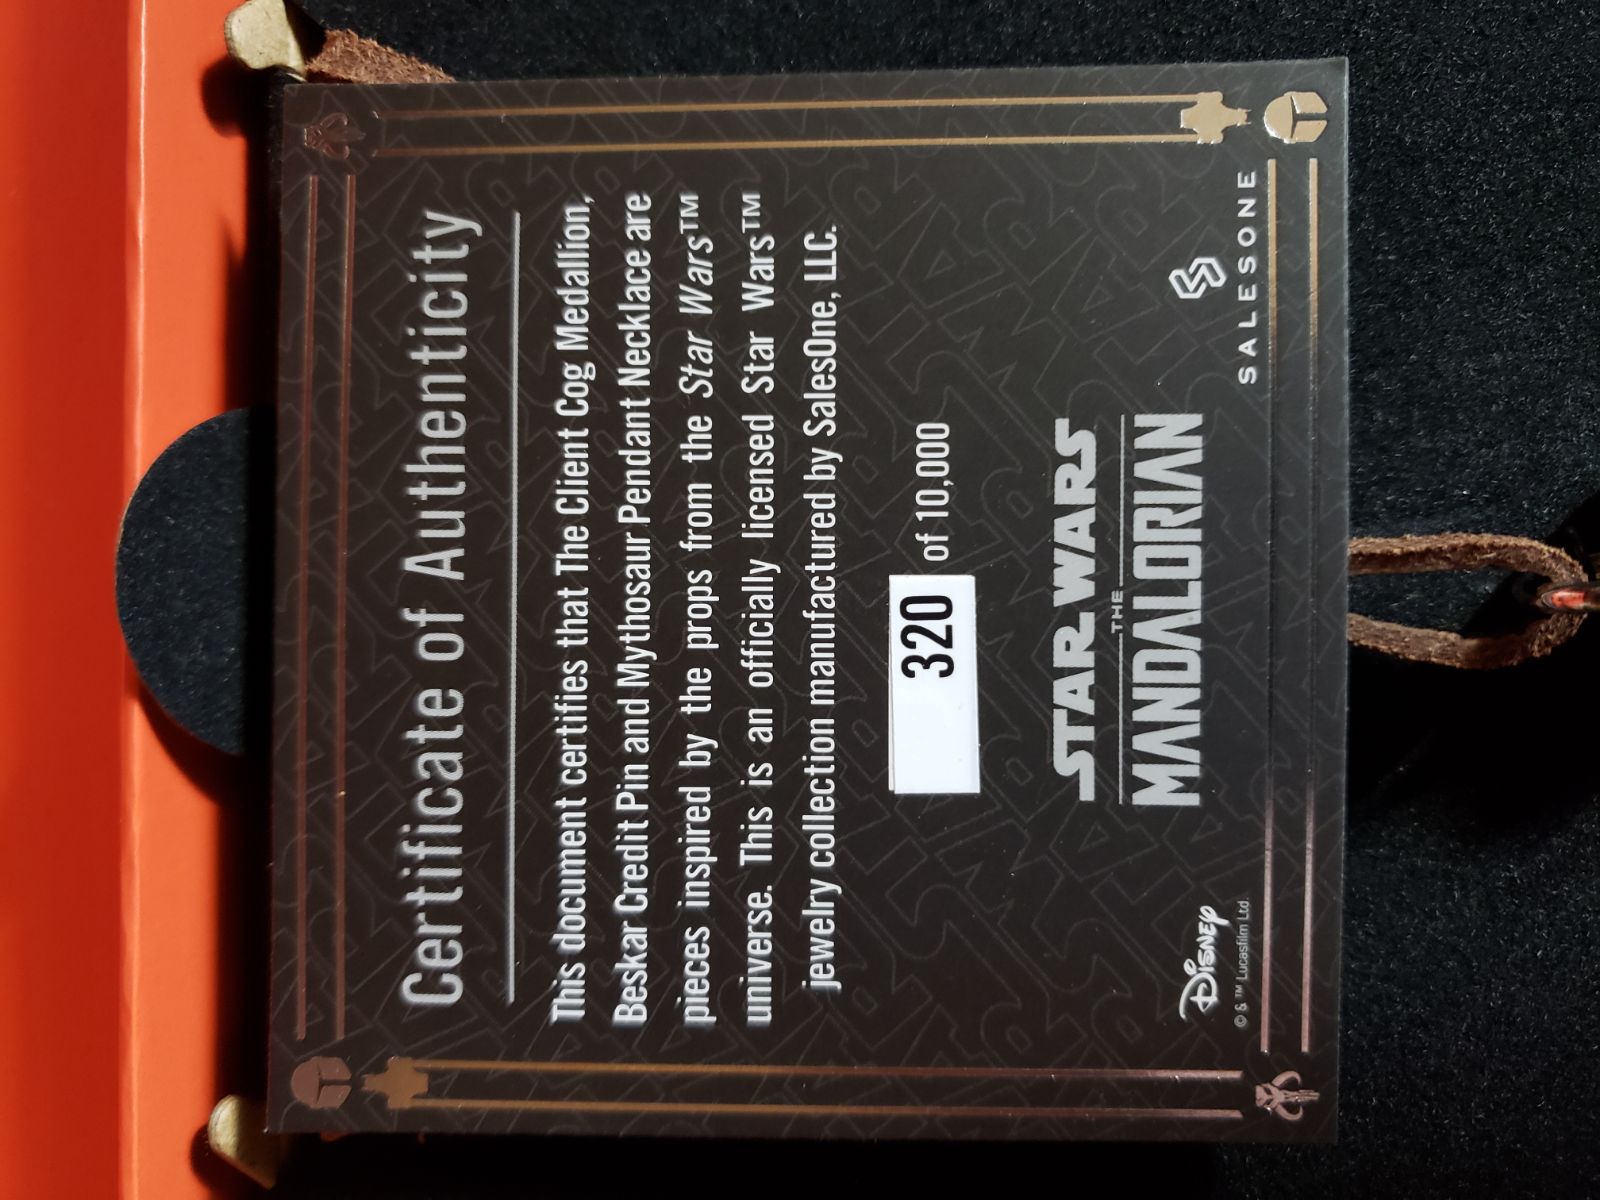 Certificate of Authenticity
This document certifies that The Client Cog Medallion,
Beskar Credit Pin and Mythosaur Pendant Necklace are
pieces inspired by the props from the Star Wars™
universe. This is an officially licensed Star Wars™
jewelry collection manufactured by SalesOne, LLC.
320 of 10,000
STAR WARS
THE
MANDALORIAN
Disney
© & ™ Lucasfilm Ltd.
SALESONE